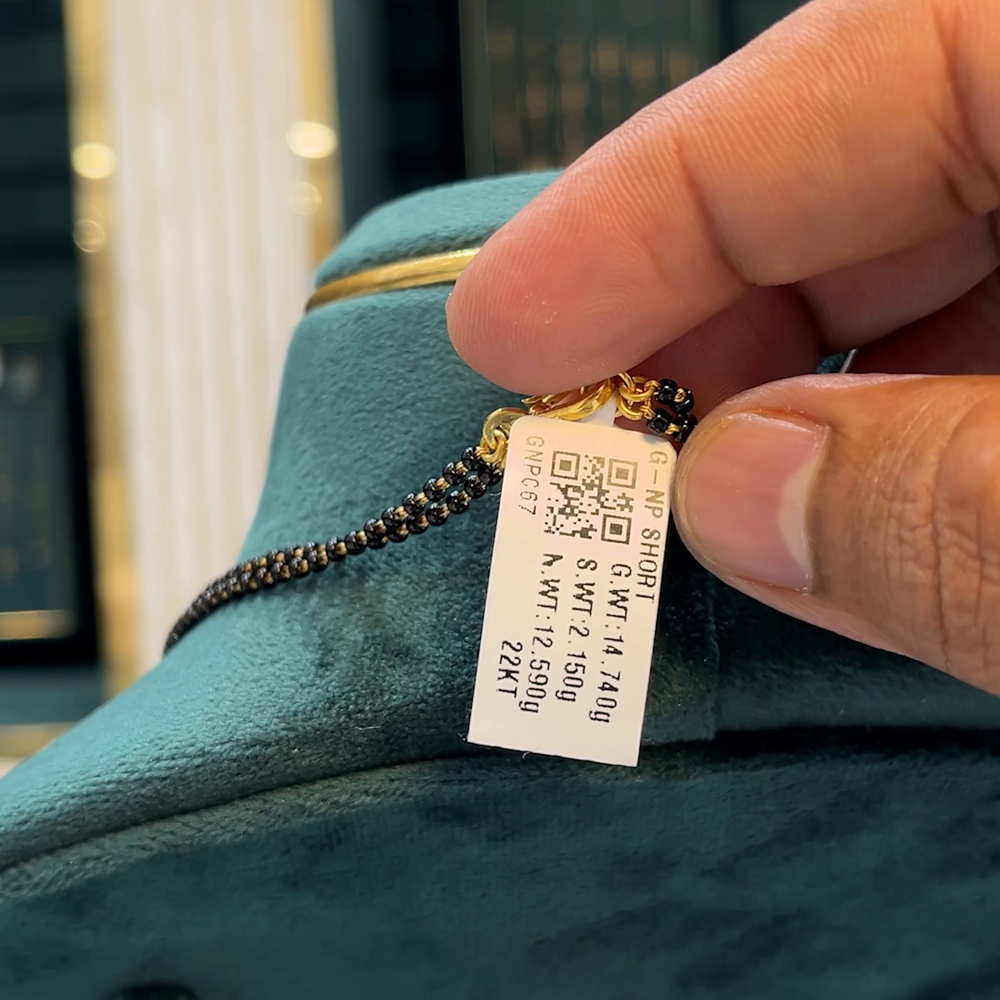 G-NP SHORT
G.WT:14.740g
S.WT:2.150g
N.WT:12.590g
22KT
GNPC67